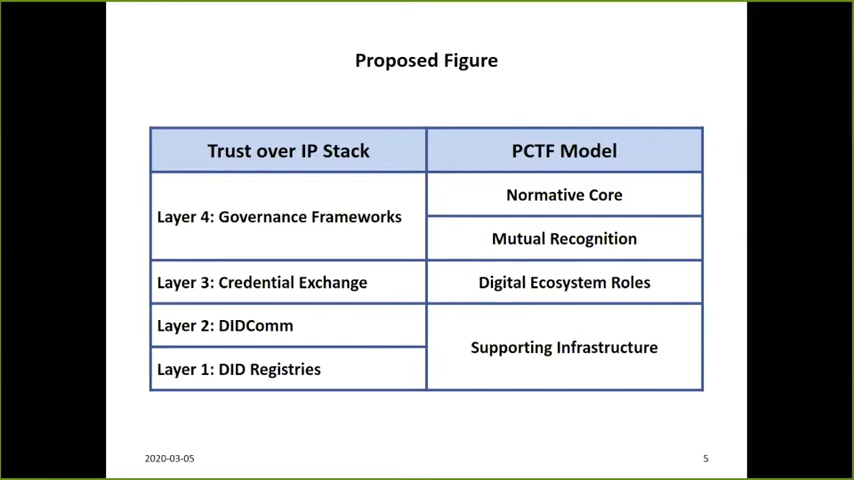 Proposed Figure
Trust over IP Stack
PCTF Model
Layer 4: Governance Frameworks
Normative Core
Mutual Recognition
Layer 3: Credential Exchange
Digital Ecosystem Roles
Layer 2: DIDComm
Supporting Infrastructure
Layer 1: DID Registries
2020-03-05
5